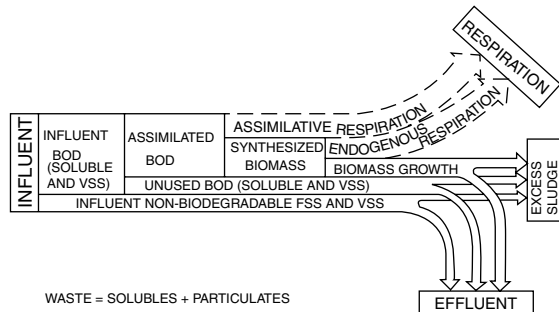 RESPIRATION
INFLUENT
INFLUENT
BOD
(SOLUBLE
AND VSS)
ASSIMILATED
BOD
ASSIMILATIVE RESPIRATION
SYNTHESIZED
BIOMASS
ENDOGENOUS
RESPIRATION
BIOMASS GROWTH
UNUSED BOD (SOLUBLE AND VSS)
INFLUENT NON-BIODEGRADABLE FSS AND VSS
EXCESS
SLUDGE
WASTE = SOLUBLES + PARTICULATES
EFFLUENT